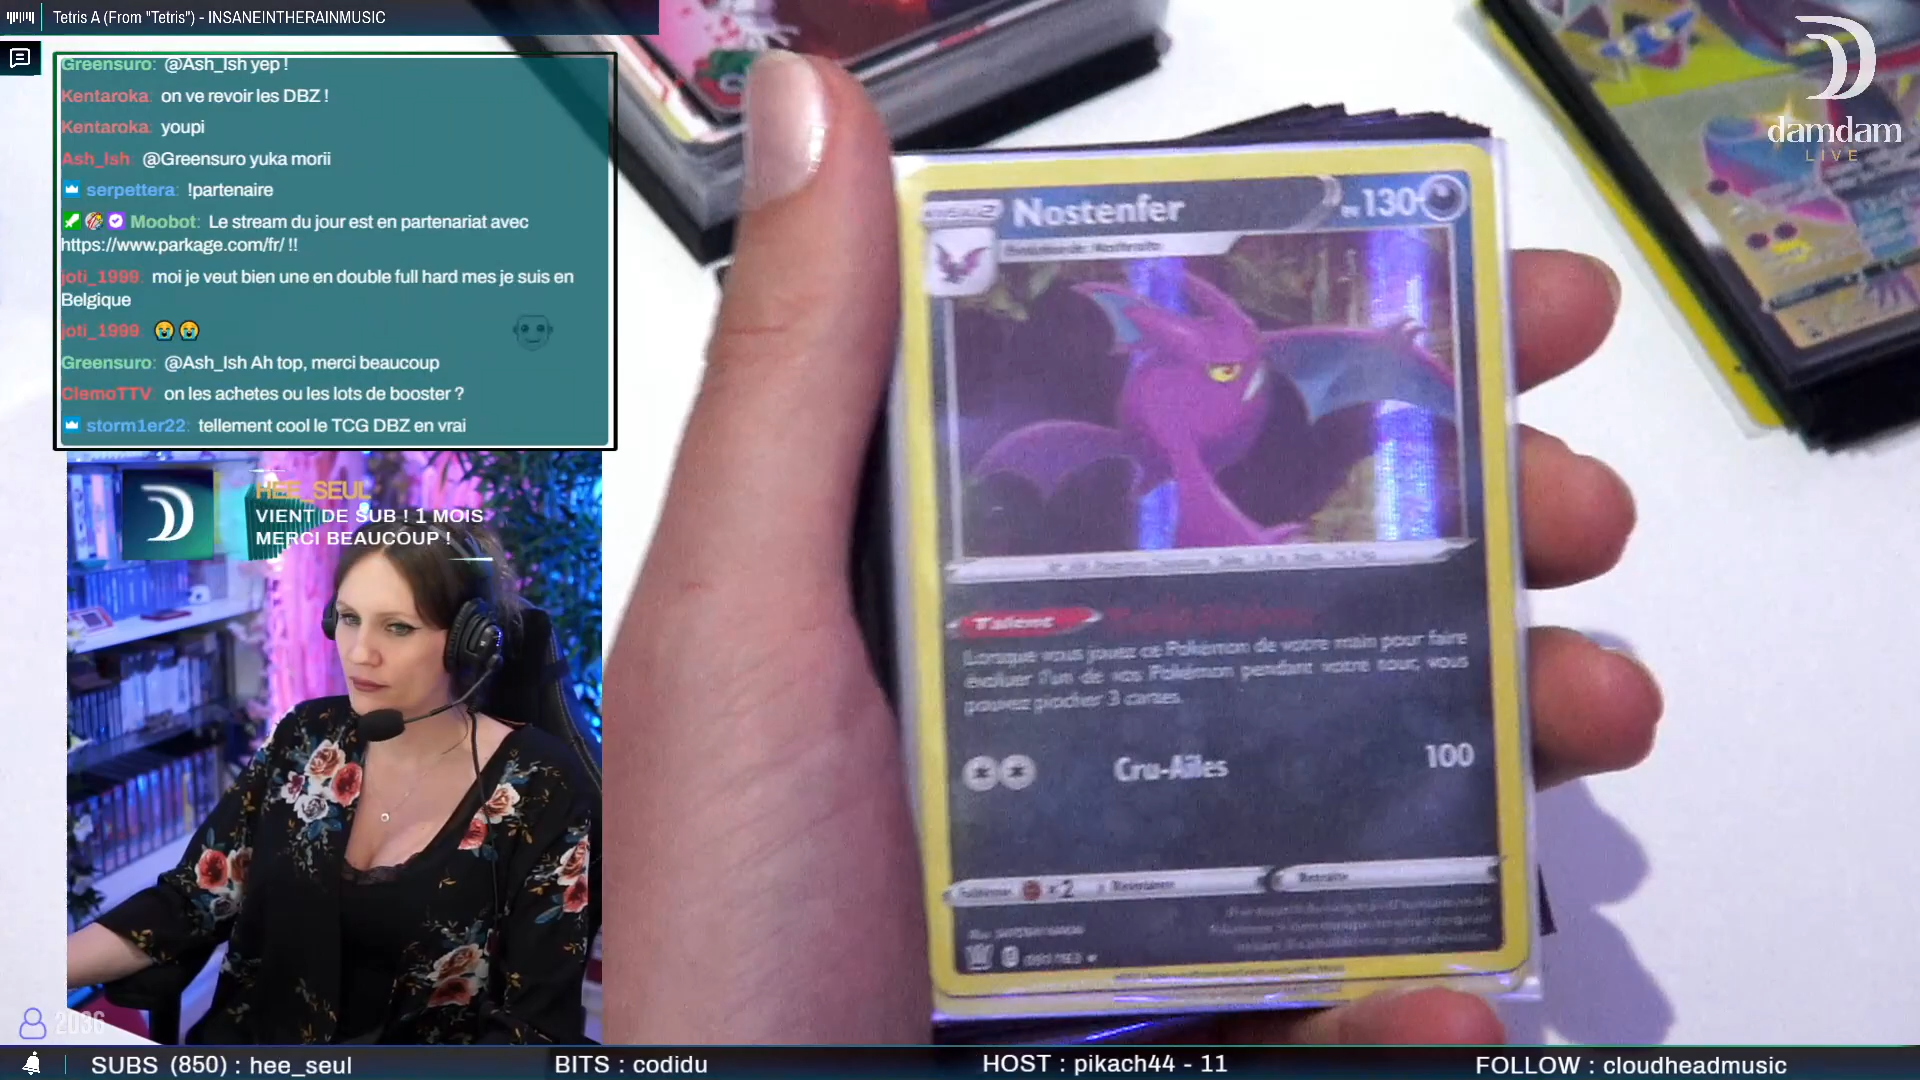 Tetris A (From "Tetris") - INSANEINTHERAINMUSIC
Greensuro: @Ash_Ish yep !
Kentaroka: on ve revoir les DBZ !
Kentaroka: youpi
Ash_Ish: @Greensuro yuka morii
serpettera: !partenaire
Moobot: Le stream du jour est en partenariat avec
https://www.parkage.com/fr/ !!
joti_1999: moi je veut bien une en double full hard mes je suis en
Belgique
joti_1999: 😭😭
Greensuro: @Ash_Ish Ah top, merci beaucoup
ClemoTTV: on les achetes ou les lots de booster ?
storm1er22: tellement cool le TCG DBZ en vrai
HEE_SEUL
VIENT DE SUB ! 1 MOIS
MERCI BEAUCOUP !
damdam
LIVE
Nostenfer
130
Talent
Lorsque vous jouez ce Pokémon de votre main pour faire
évoluer l'un de vos Pokémon pendant votre tour, vous
pouvez piocher 3 cartes.
Cru-Ailes 100
×2 Résistance Retraite
2036
SUBS (850) : hee_seul
BITS : codidu
HOST : pikach44 - 11
FOLLOW : cloudheadmusic